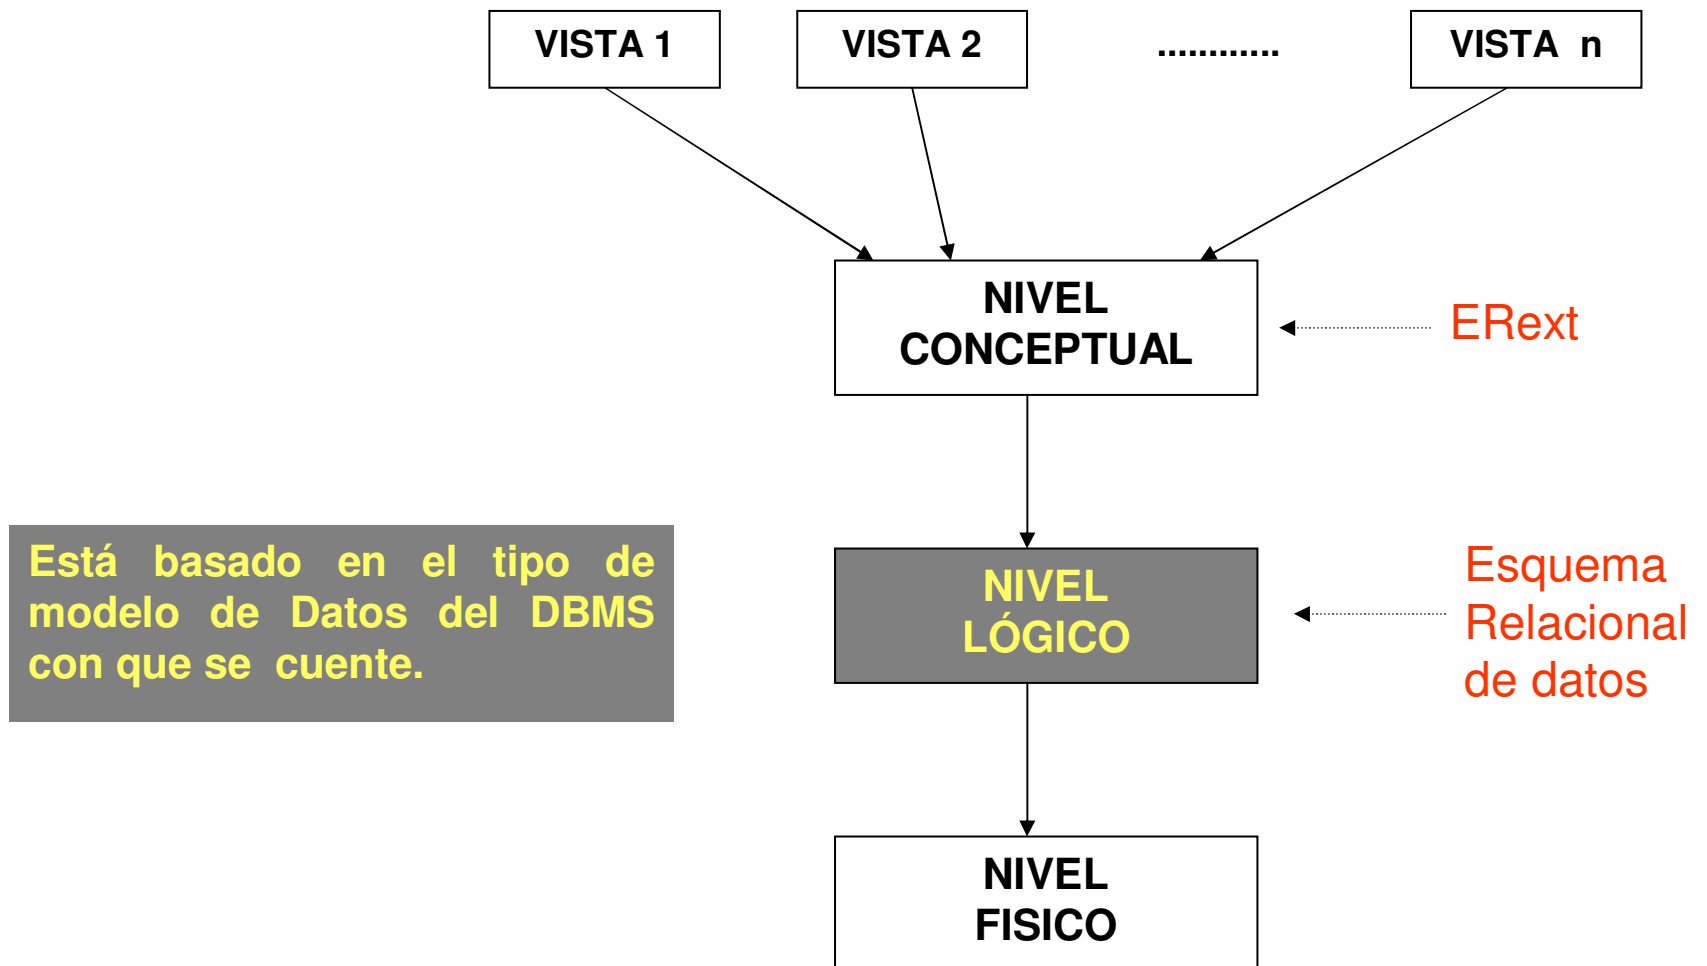 VISTA 1
VISTA 2
............
VISTA n
NIVEL
CONCEPTUAL
ERext
Está basado en el tipo de
modelo de Datos del DBMS
con que se cuente.
NIVEL
LÓGICO
Esquema
Relacional
de datos
NIVEL
FISICO